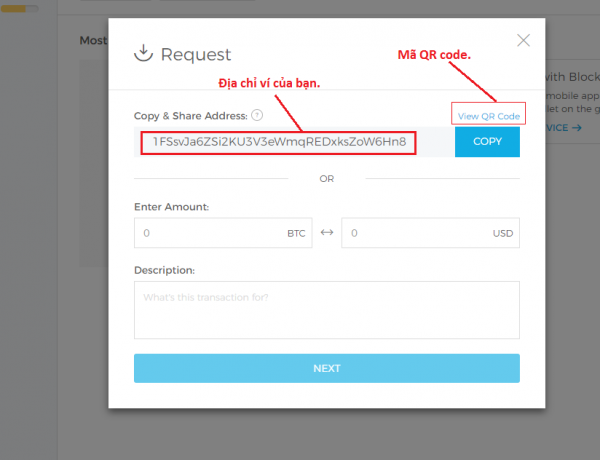 Most
Request
Mã QR code.
Địa chỉ ví của bạn.
with Block
mobile app
let on the g
VICE →
Copy & Share Address: ?
View QR Code
1FSsvJa6ZSi2KU3V3eWmqREDxksZoW6Hn8
COPY
OR
Enter Amount:
0 BTC ↔ 0 USD
Description:
What's this transaction for?
NEXT